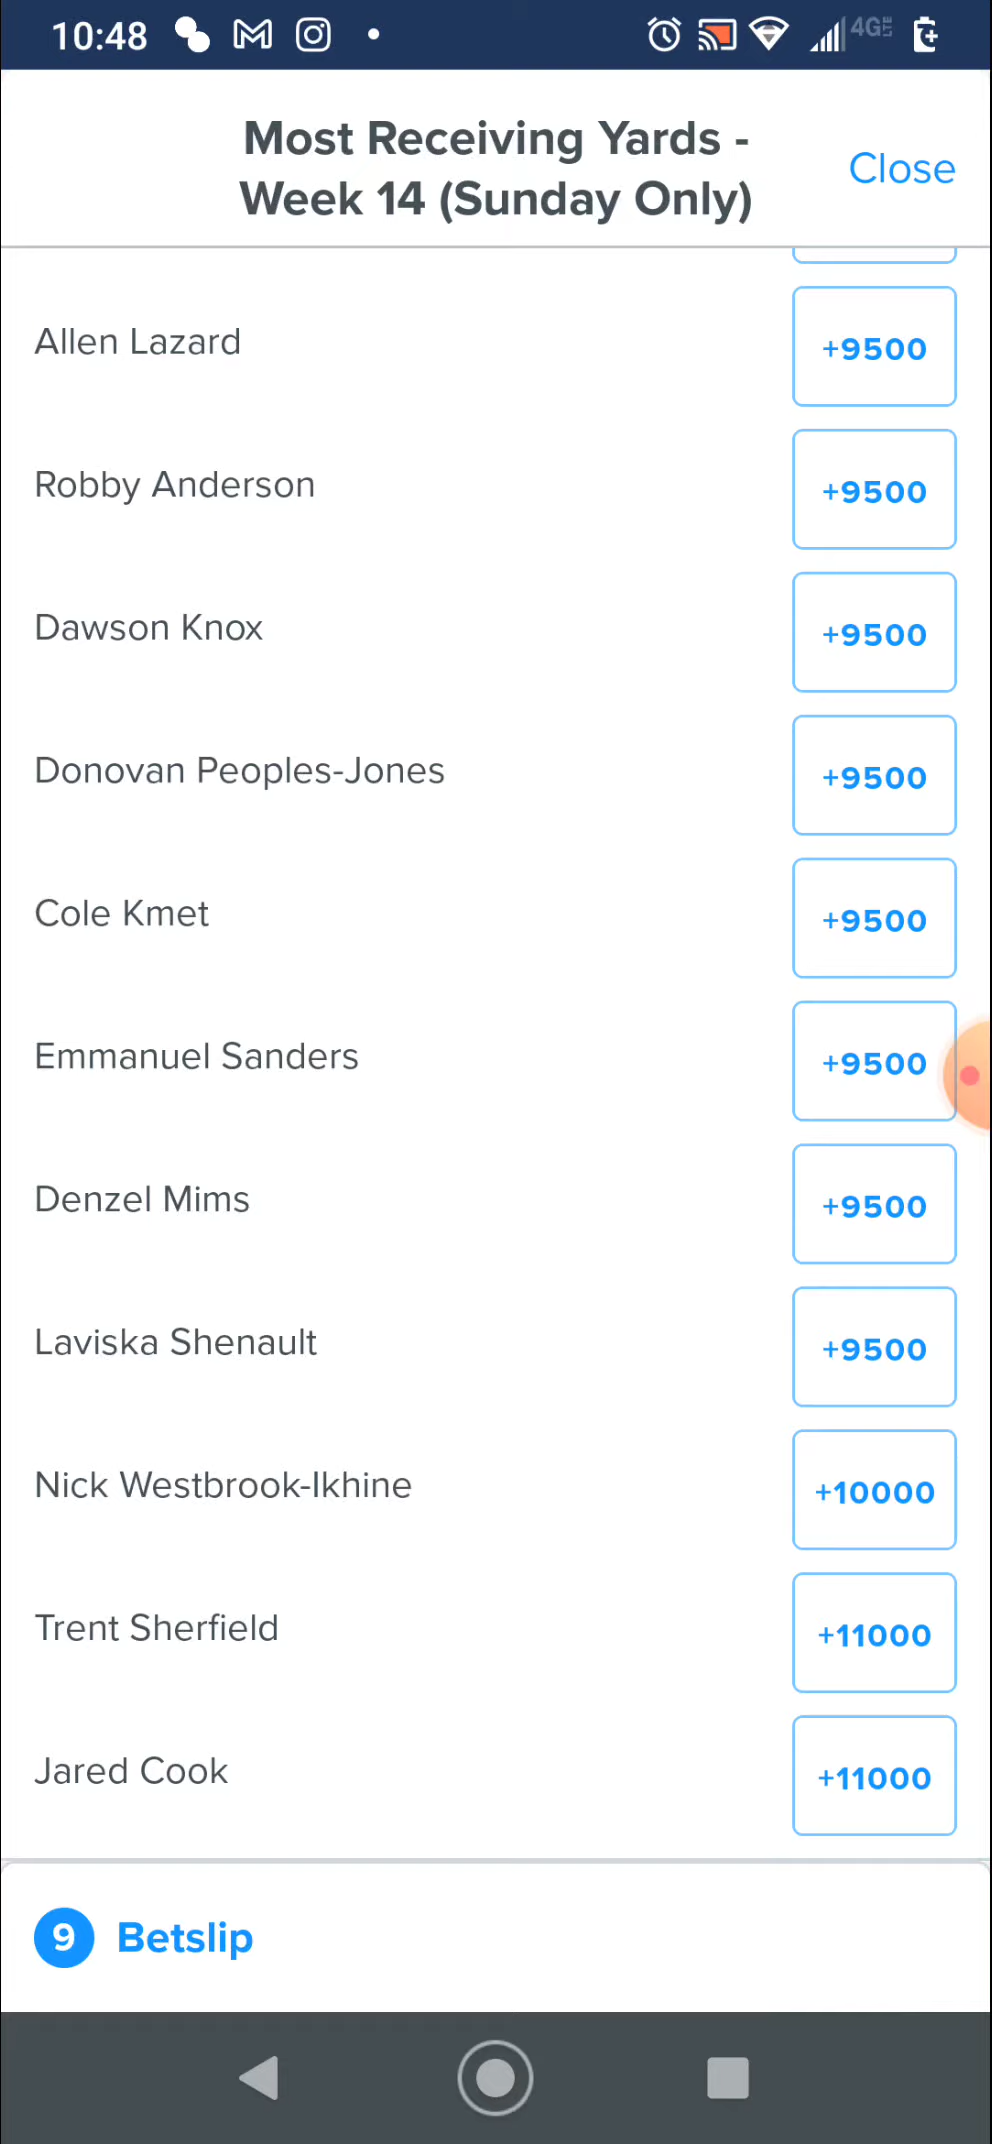 10:48
4G LTE
Most Receiving Yards -
Week 14 (Sunday Only)
Close
Allen Lazard
+9500
Robby Anderson
+9500
Dawson Knox
+9500
Donovan Peoples-Jones
+9500
Cole Kmet
+9500
Emmanuel Sanders
+9500
Denzel Mims
+9500
Laviska Shenault
+9500
Nick Westbrook-Ikhine
+10000
Trent Sherfield
+11000
Jared Cook
+11000
9 Betslip